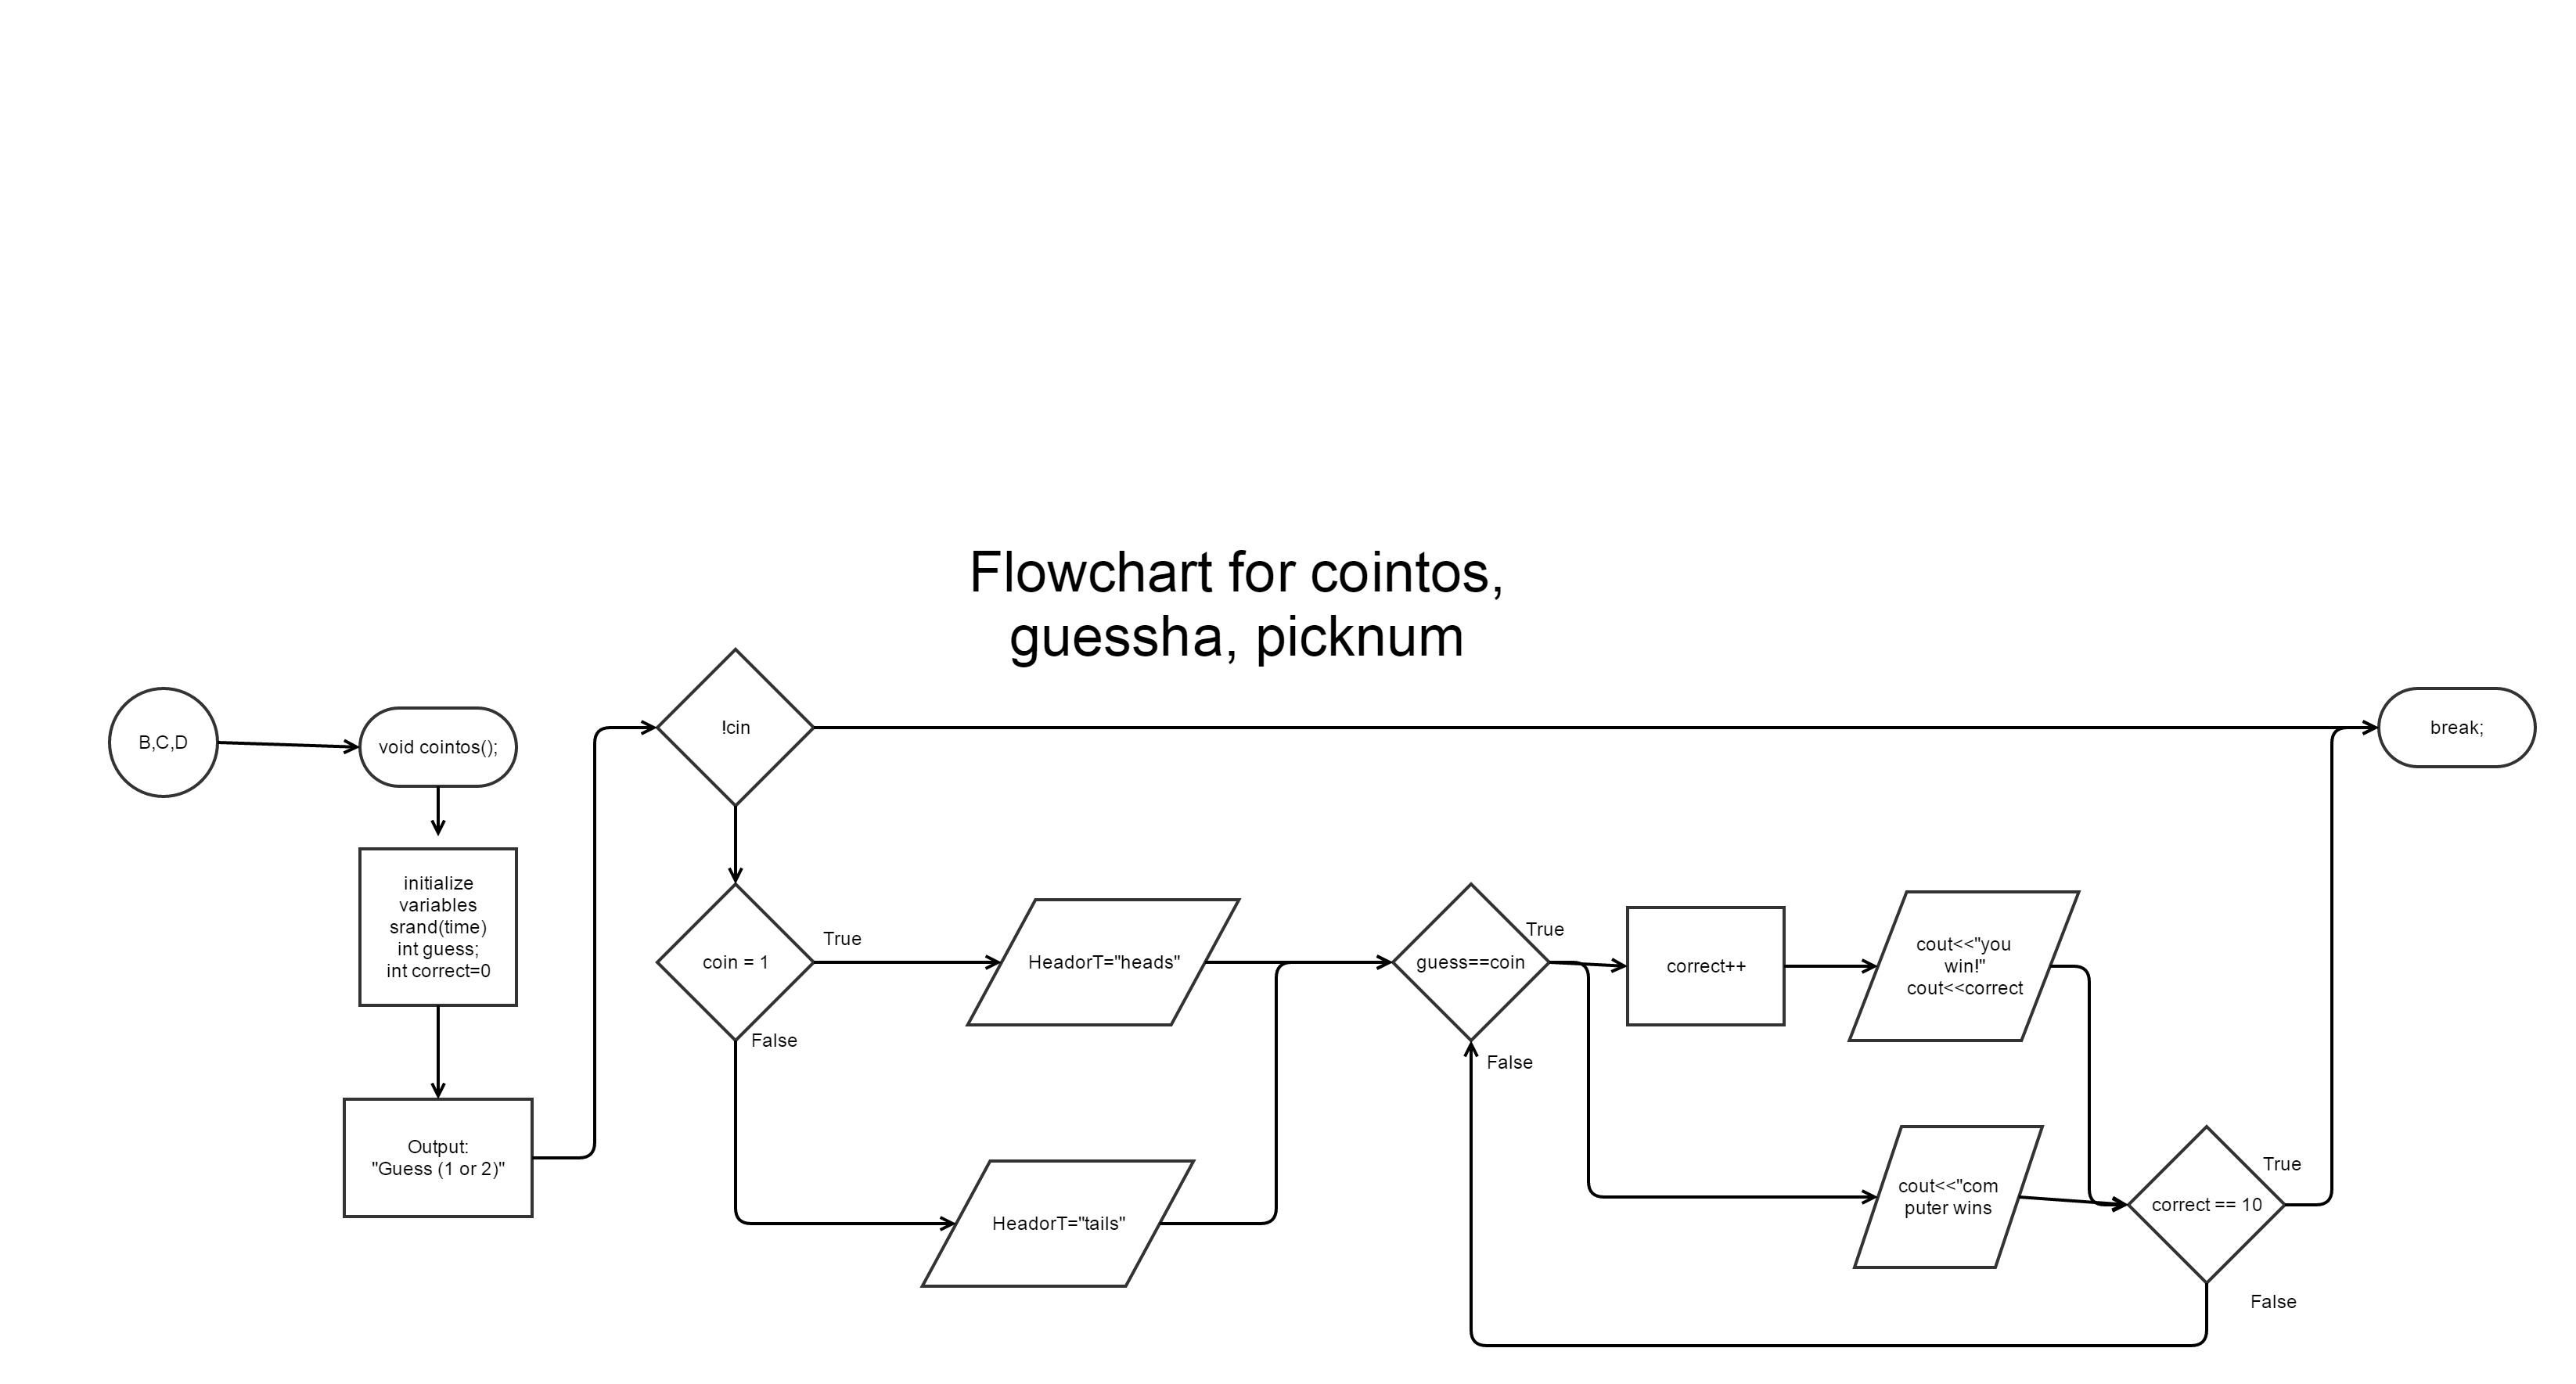 Flowchart for cointos,
guessha, picknum
B,C,D
void cointos();
initialize
variables
srand(time)
int guess;
int correct=0
Output:
"Guess (1 or 2)"
!cin
break;
coin = 1
True
False
HeadorT="heads"
HeadorT="tails"
guess==coin
True
False
correct++
cout<<"you
win!"
cout<<correct
cout<<"com
puter wins
correct == 10
True
False